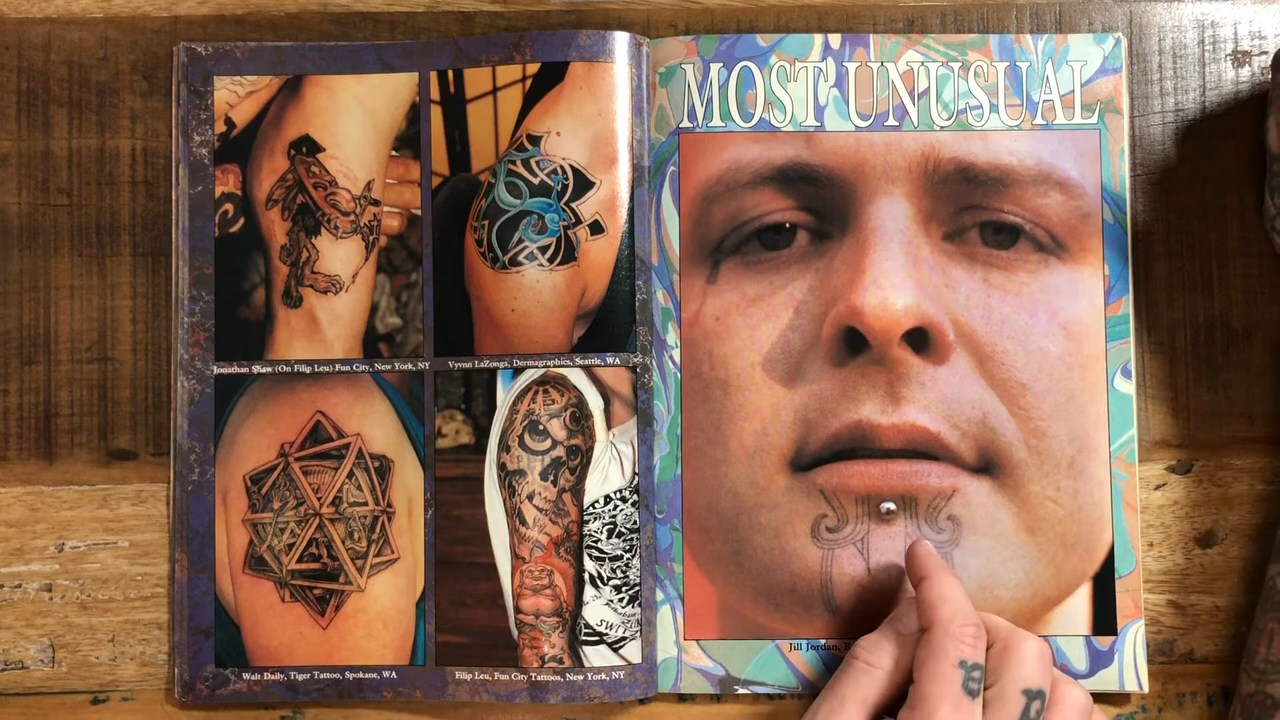 MOST UNUSUAL
Jonathan Shaw (On Filip Leu) Fun City, New York, NY
Vyvyn LaZonga, Dermagraphics, Seattle, WA
Walt Daily, Tiger Tattoo, Spokane, WA
Filip Leu, Fun City Tattoos, New York, NY
Jill Jordan,